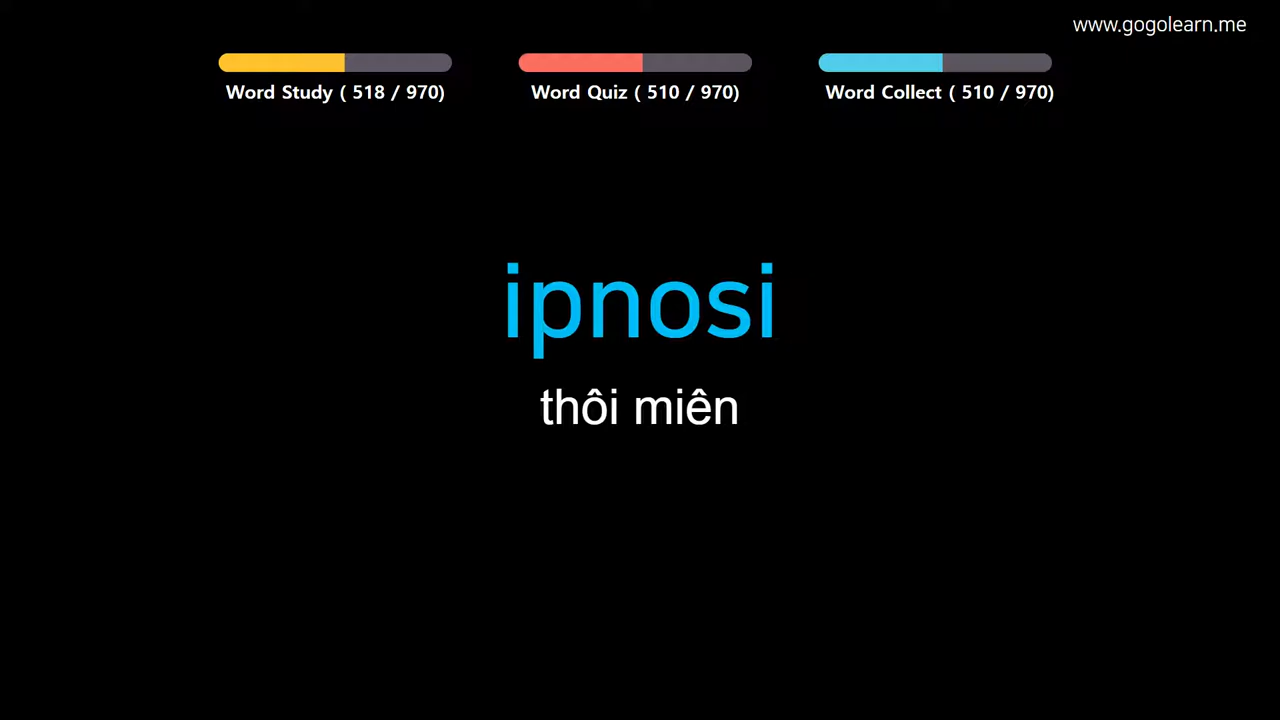 www.gogolearn.me
Word Study ( 518 / 970)
Word Quiz ( 510 / 970)
Word Collect ( 510 / 970)
ipnosi
thôi miên